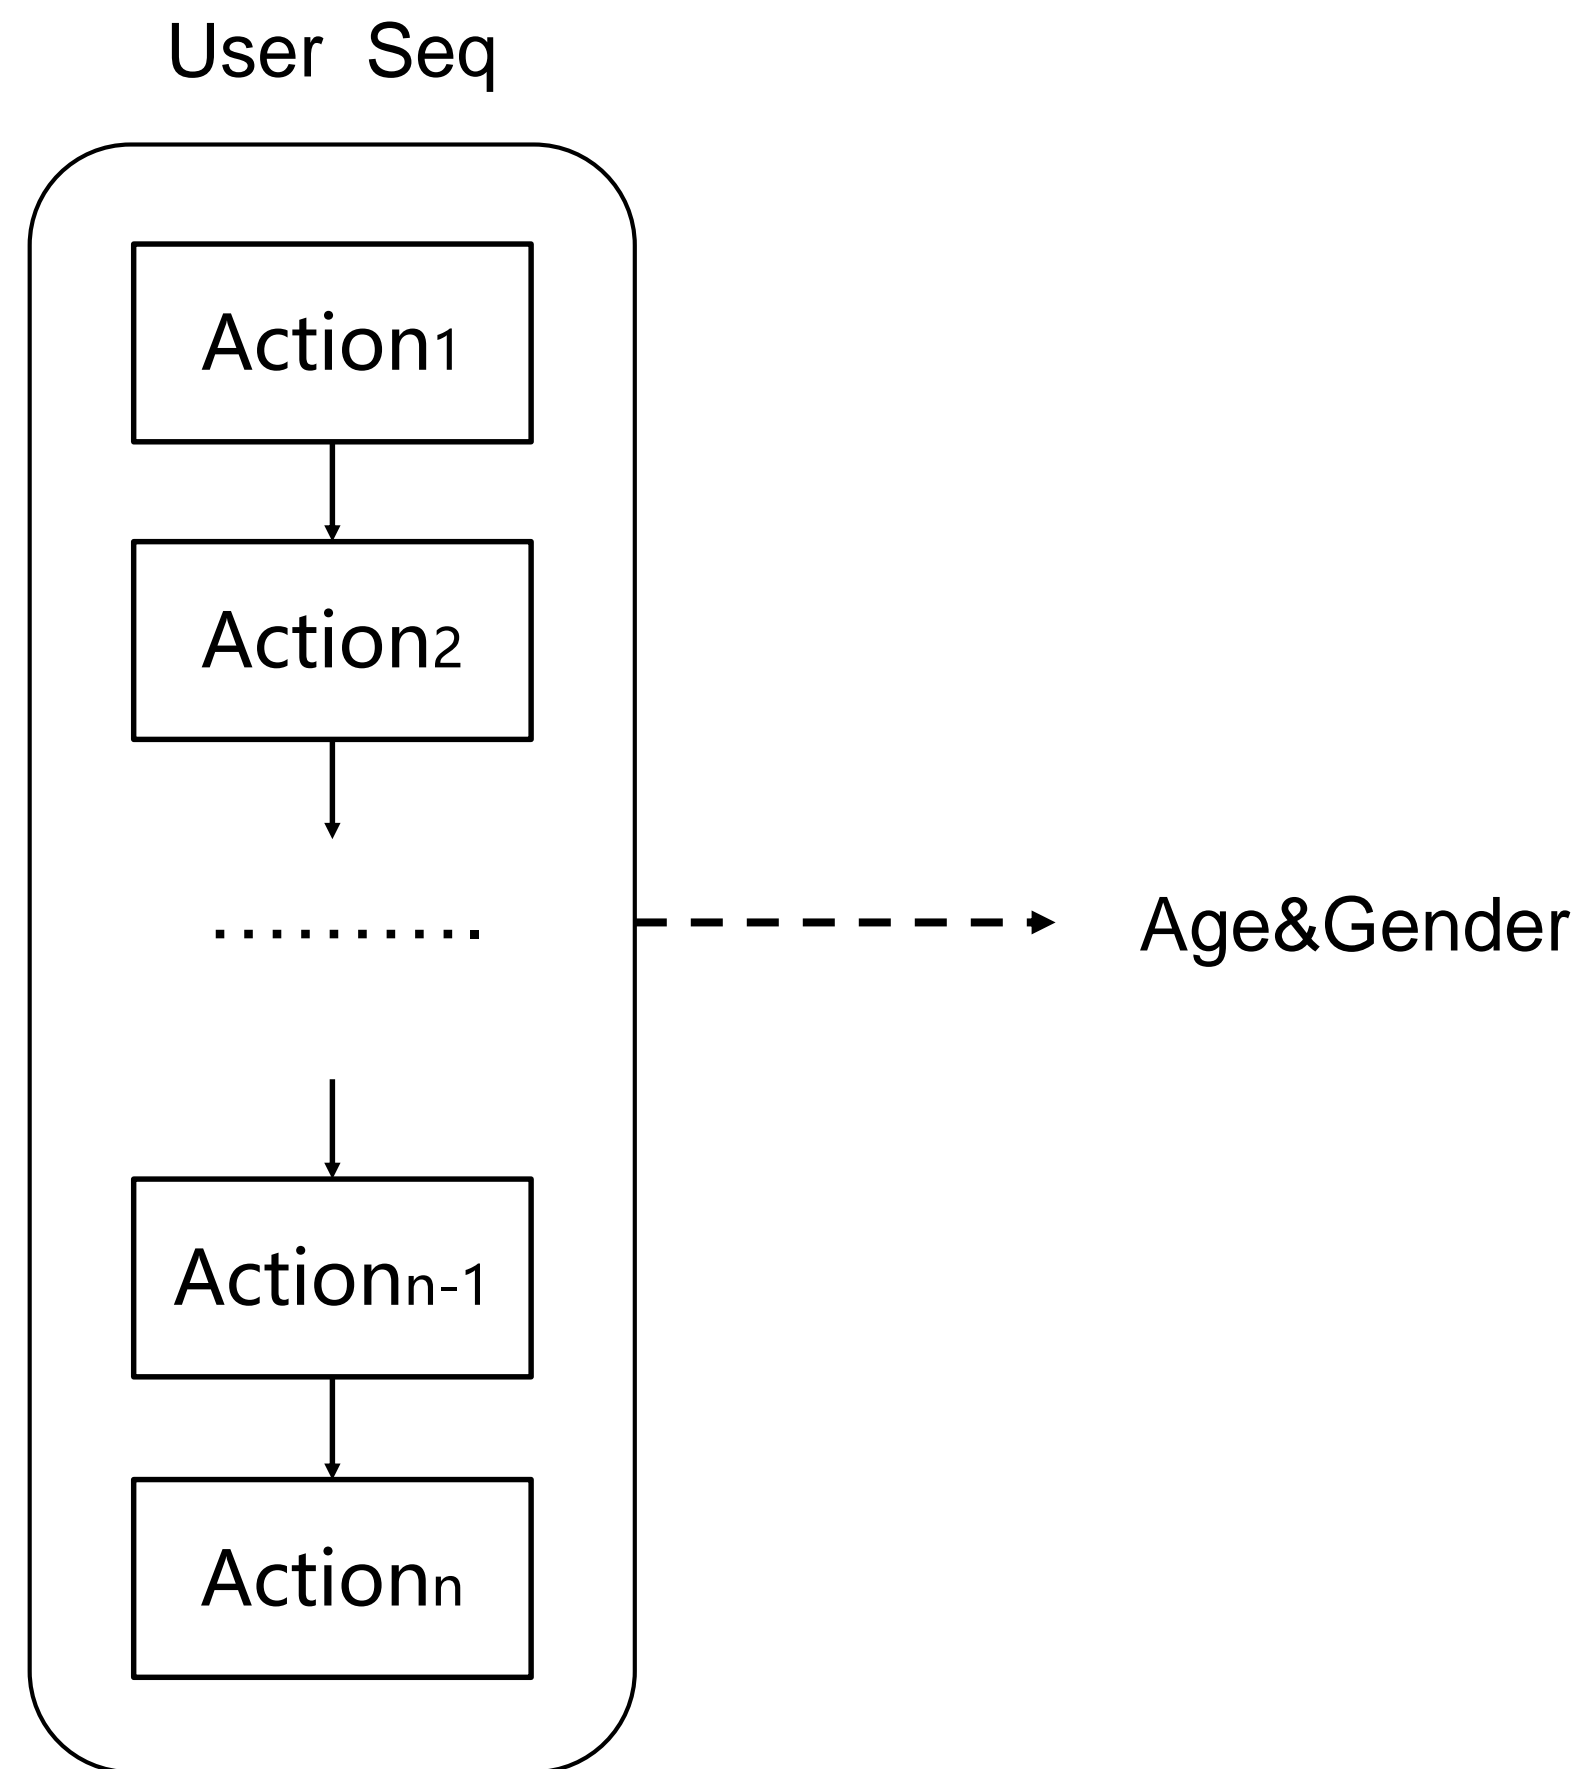 User Seq
Action1
Action2
..........
Age&Gender
Actionn-1
Actionn